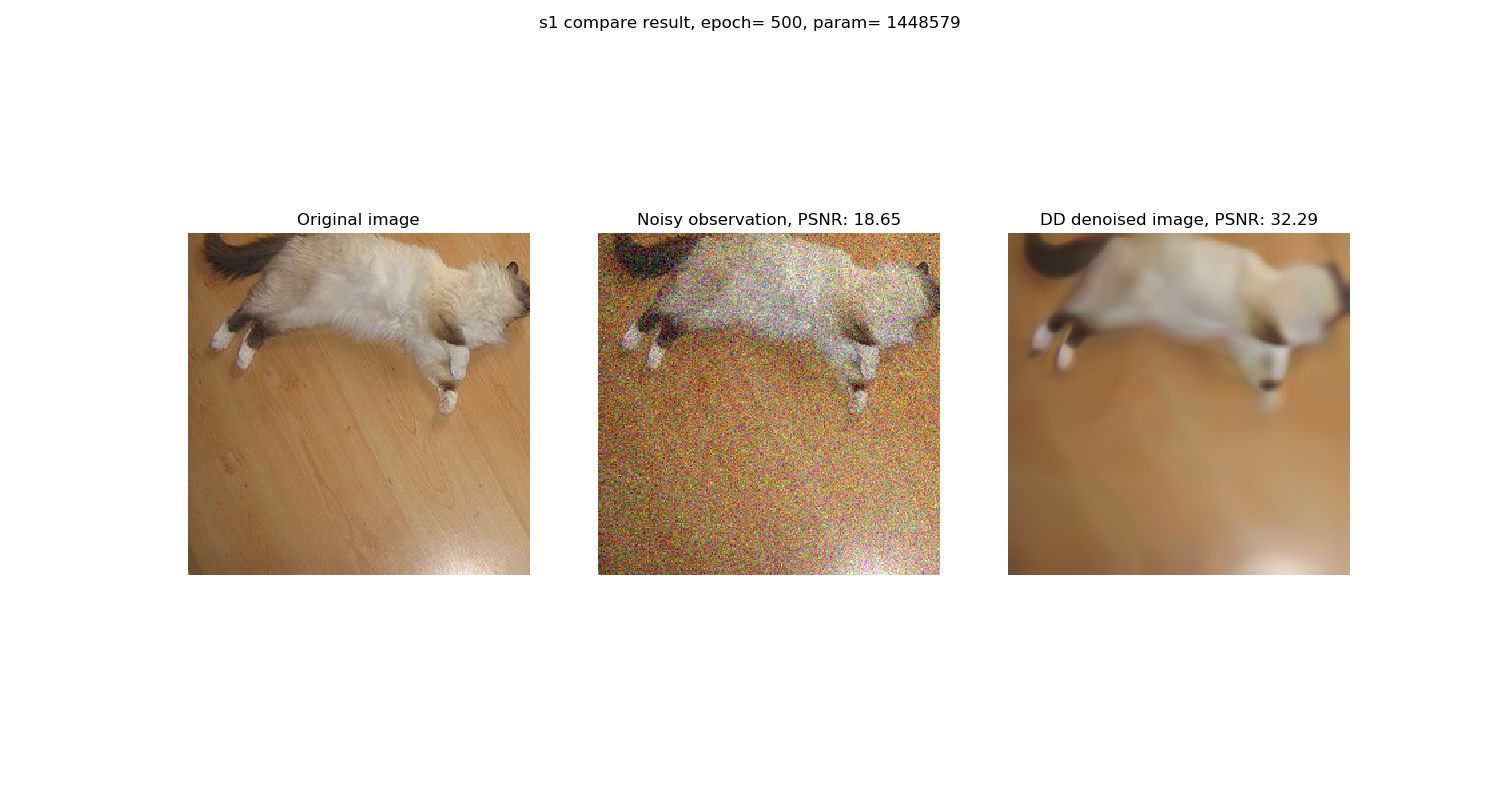 s1 compare result, epoch= 500, param= 1448579
Original image
Noisy observation, PSNR: 18.65
DD denoised image, PSNR: 32.29